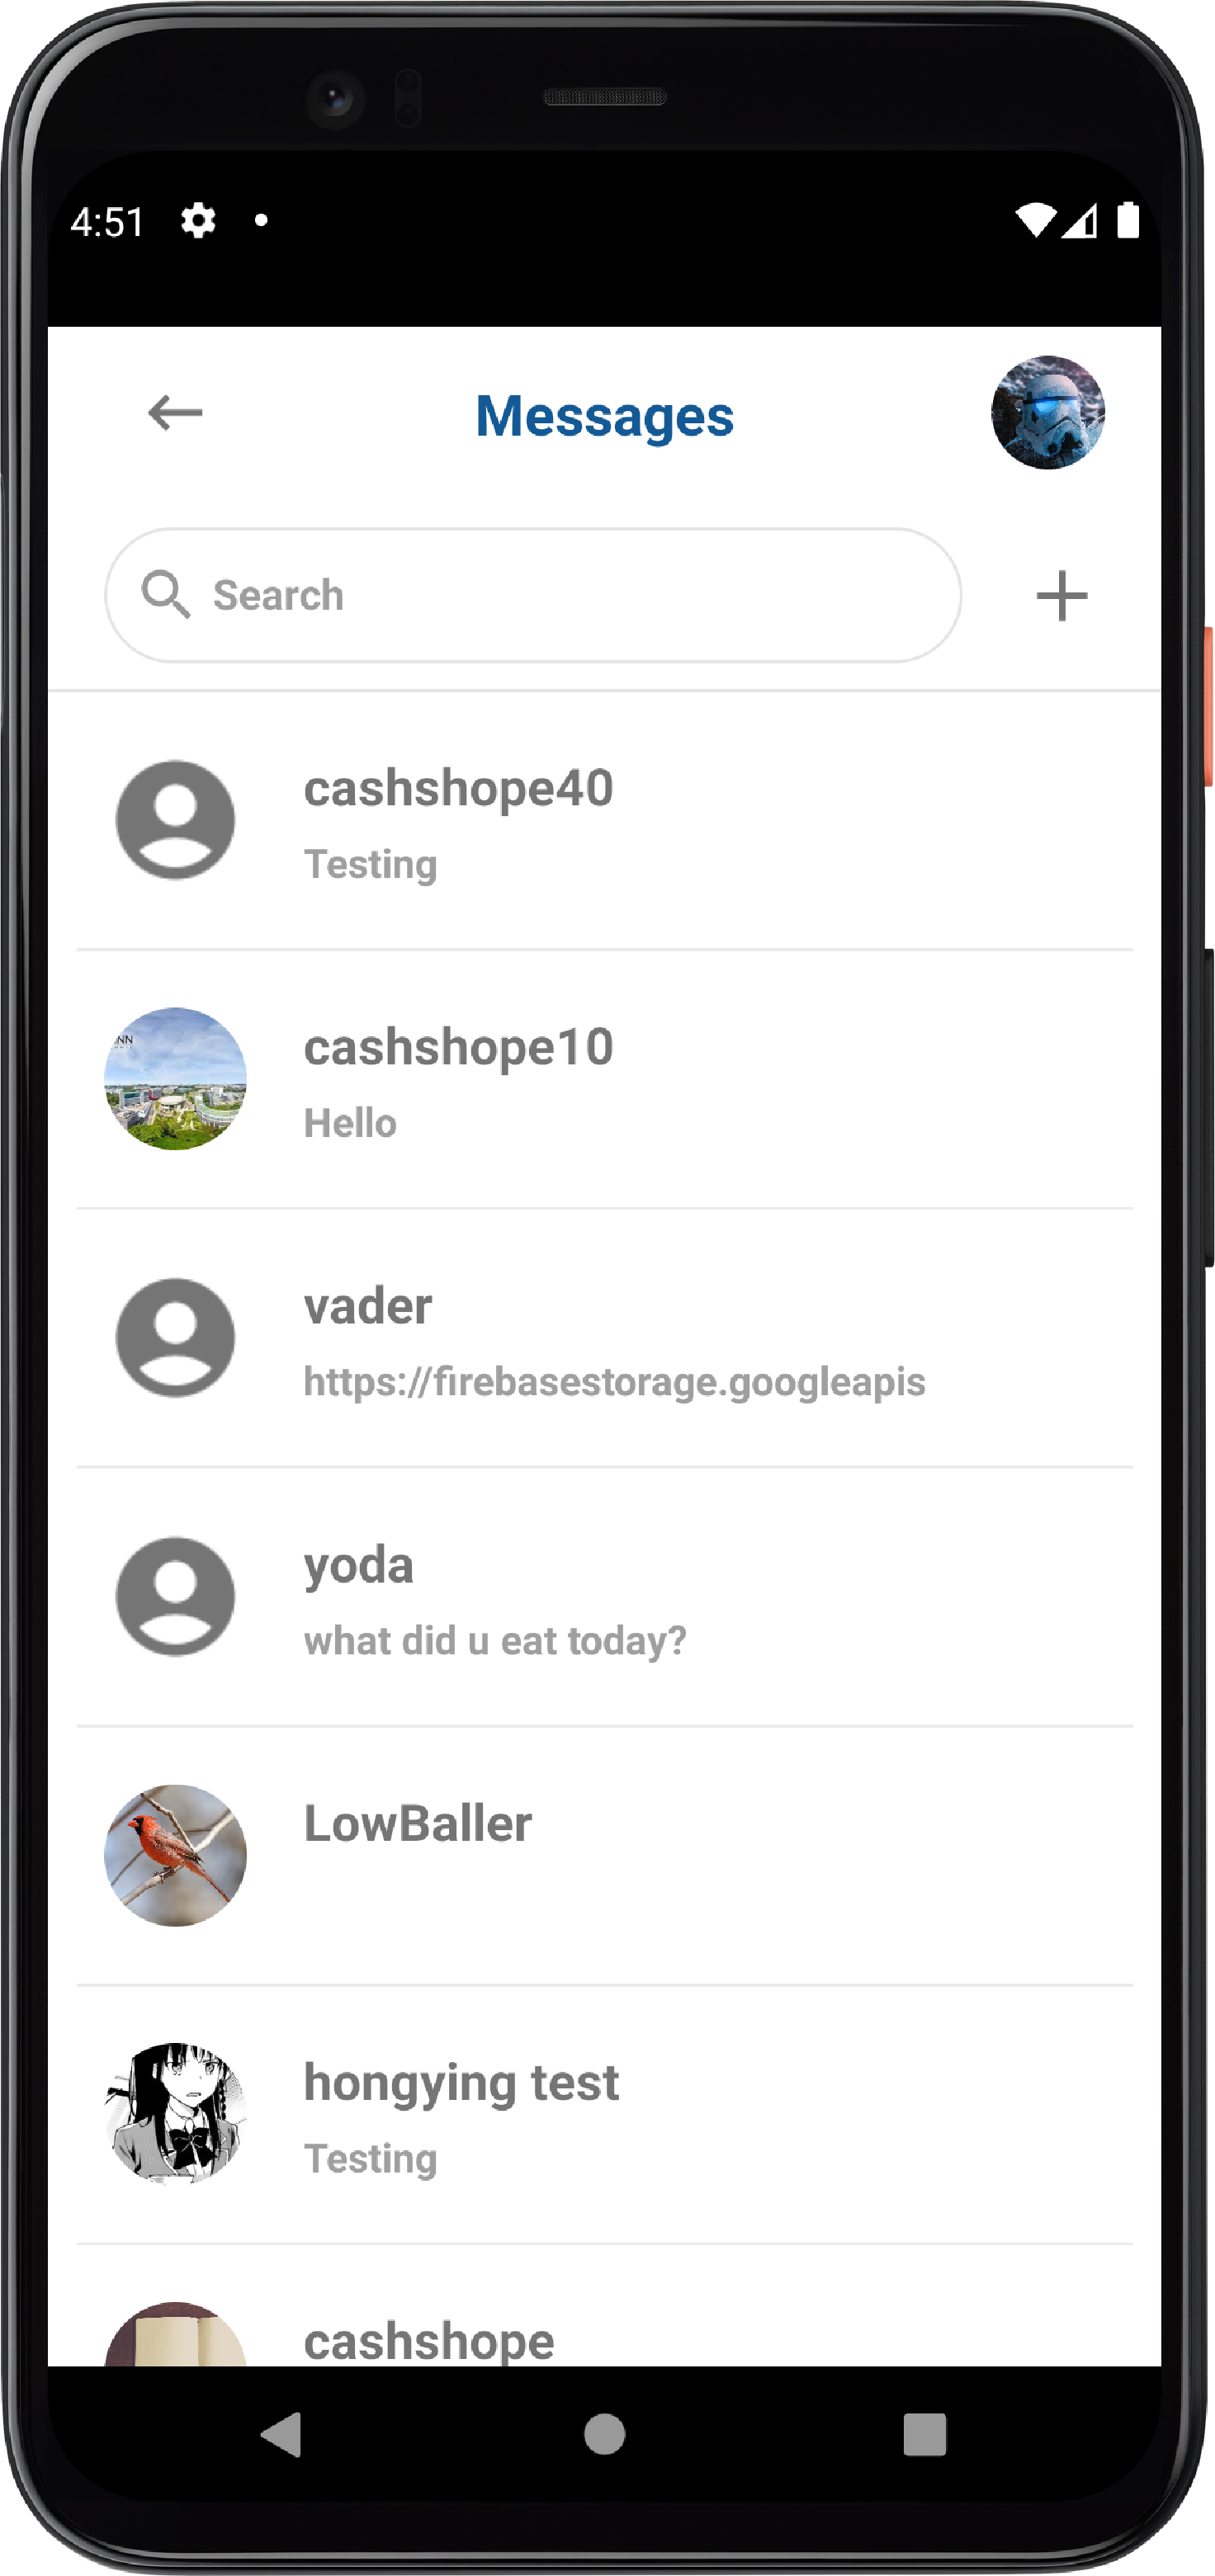 4:51
Messages
Search
cashshope40
Testing
NN
cashshope10
Hello
vader
https://firebasestorage.googleapis
yoda
what did u eat today?
LowBaller
hongying test
Testing
cashshope